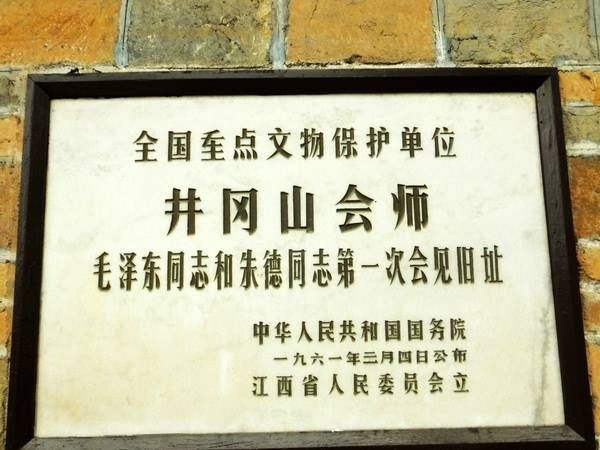 全国重点文物保护单位
井冈山会师
毛泽东同志和朱德同志第一次会见旧址
中华人民共和国国务院
一九六一年三月四日公布
江西省人民委员会立